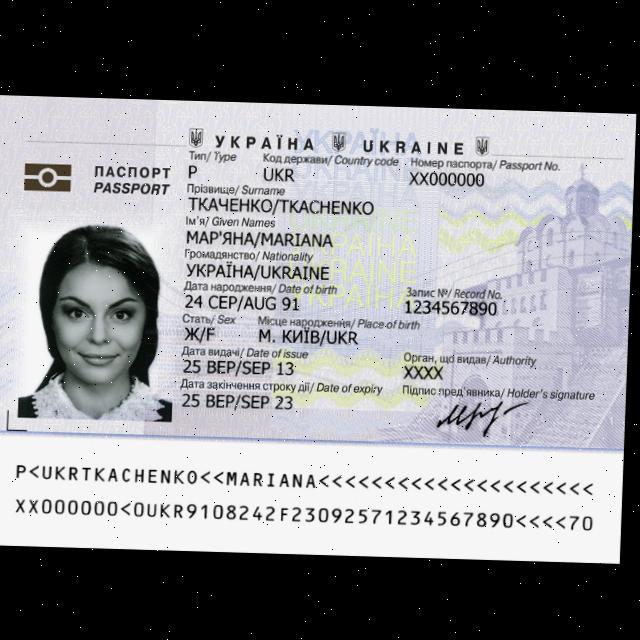 УКРАЇНА UKRAINE
Тип/ Type Код держави/ Country code Номер паспорта/ Passport No.
P UKR XX000000
ПАСПОРТ
PASSPORT
Прізвище/ Surname
ТКАЧЕНКО/TKACHENKO
Ім'я/ Given Names
МАР'ЯНА/MARIANA
Громадянство/ Nationality
УКРАЇНА/UKRAINE
Дата народження/ Date of birth Запис №/ Record No.
24 СЕР/AUG 91 1234567890
Стать/ Sex Місце народження/ Place of birth
Ж/F М. КИЇВ/UKR
Дата видачі/ Date of issue Орган, що видав/ Authority
25 ВЕР/SEP 13 XXXX
Дата закінчення строку дії/ Date of expiry Підпис пред'явника/ Holder's signature
25 ВЕР/SEP 23
P<UKRTKACHENKO<<MARIANA<<<<<<<<<<<<<<<<<<<<<
XX000000<0UKR9108242F23092571234567890<<<<70